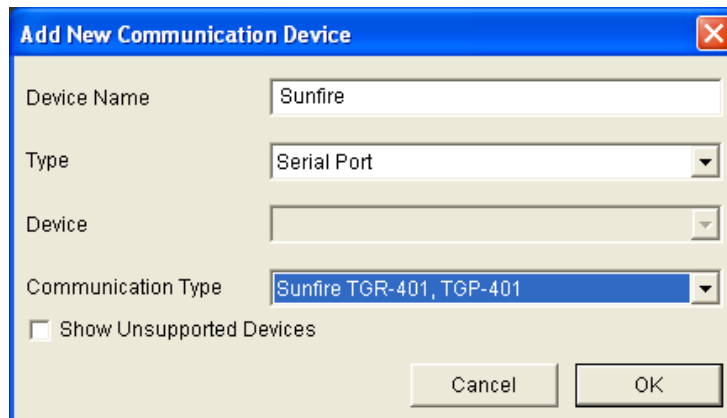 Add New Communication Device
Device Name Sunfire
Type Serial Port
Device
Communication Type Sunfire TGR-401, TGP-401
Show Unsupported Devices
Cancel OK